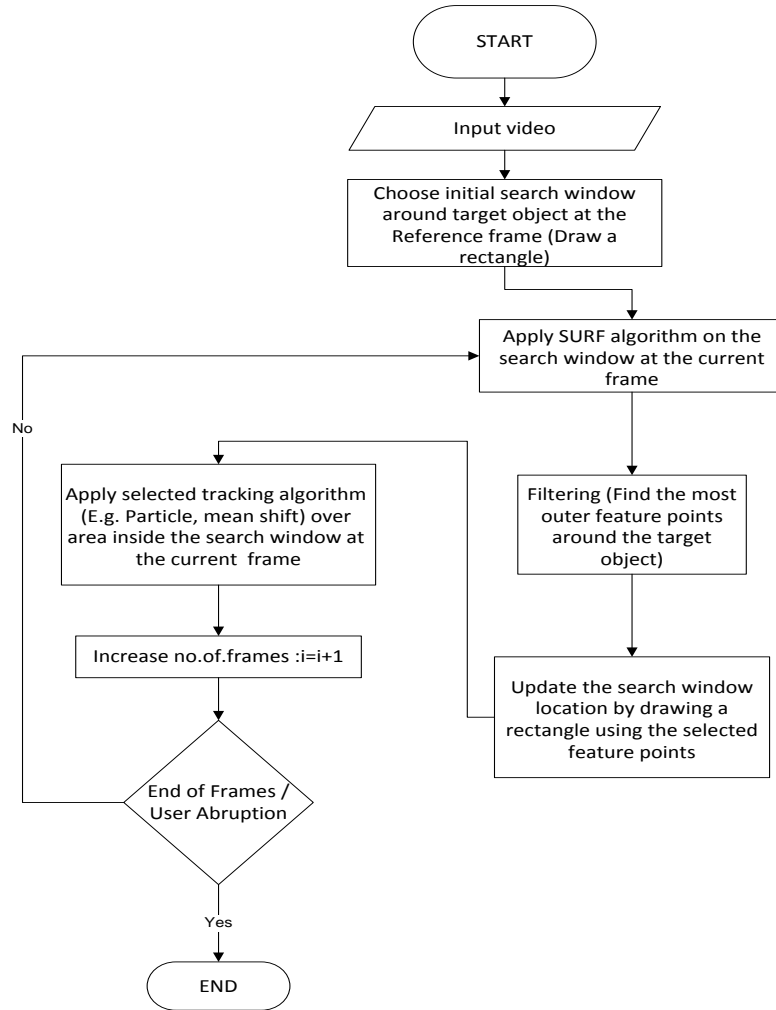 START
Input video
Choose initial search window
around target object at the
Reference frame (Draw a
rectangle)
Apply SURF algorithm on the
search window at the current
frame
Filtering (Find the most
outer feature points
around the target
object)
Update the search window
location by drawing a
rectangle using the selected
feature points
Apply selected tracking algorithm
(E.g. Particle, mean shift) over
area inside the search window at
the current frame
Increase no.of.frames :i=i+1
End of Frames /
User Abruption
No
Yes
END